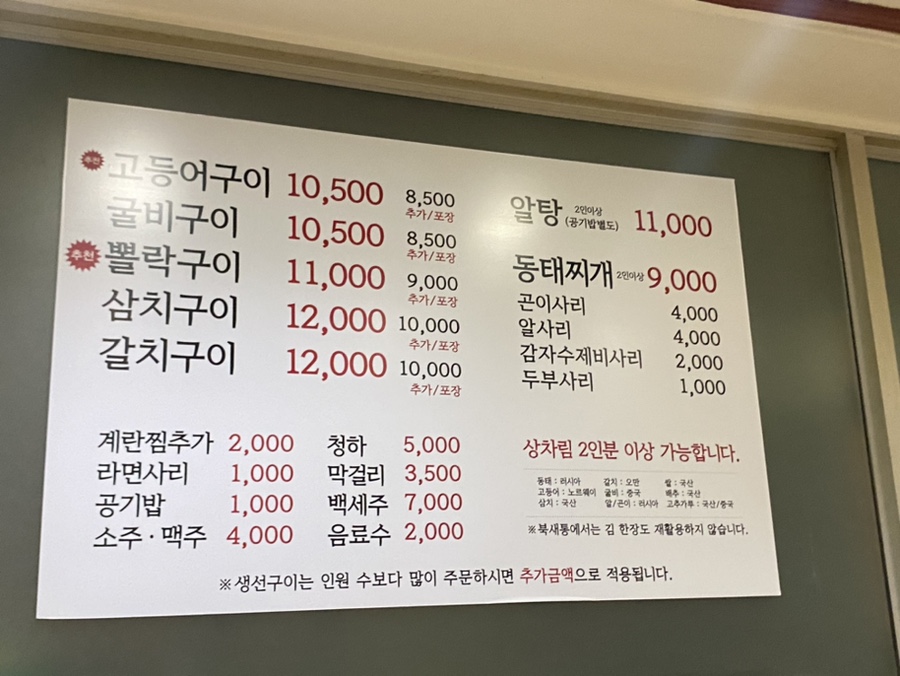 추천 고등어구이 10,500 8,500
추가/포장
굴비구이 10,500 8,500
추가/포장
추천 뽈락구이 11,000 9,000
추가/포장
삼치구이 12,000 10,000
추가/포장
갈치구이 12,000 10,000
추가/포장
알탕 2인이상 (공기밥별도) 11,000
동태찌개 2인이상 9,000
곤이사리 4,000
알사리 4,000
감자수제비사리 2,000
두부사리 1,000
계란찜추가 2,000 청하 5,000
라면사리 1,000 막걸리 3,500
공기밥 1,000 백세주 7,000
소주·맥주 4,000 음료수 2,000
상차림 2인분 이상 가능합니다.
동태 : 러시아 갈치 : 오만 쌀 : 국산
고등어 : 노르웨이 굴비 : 중국 배추 : 국산
삼치 : 국산 알/곤이 : 러시아 고추가루 : 국산/중국
※북새통에서는 김 한장도 재활용하지 않습니다.
※생선구이는 인원 수보다 많이 주문하시면 추가금액으로 적용됩니다.